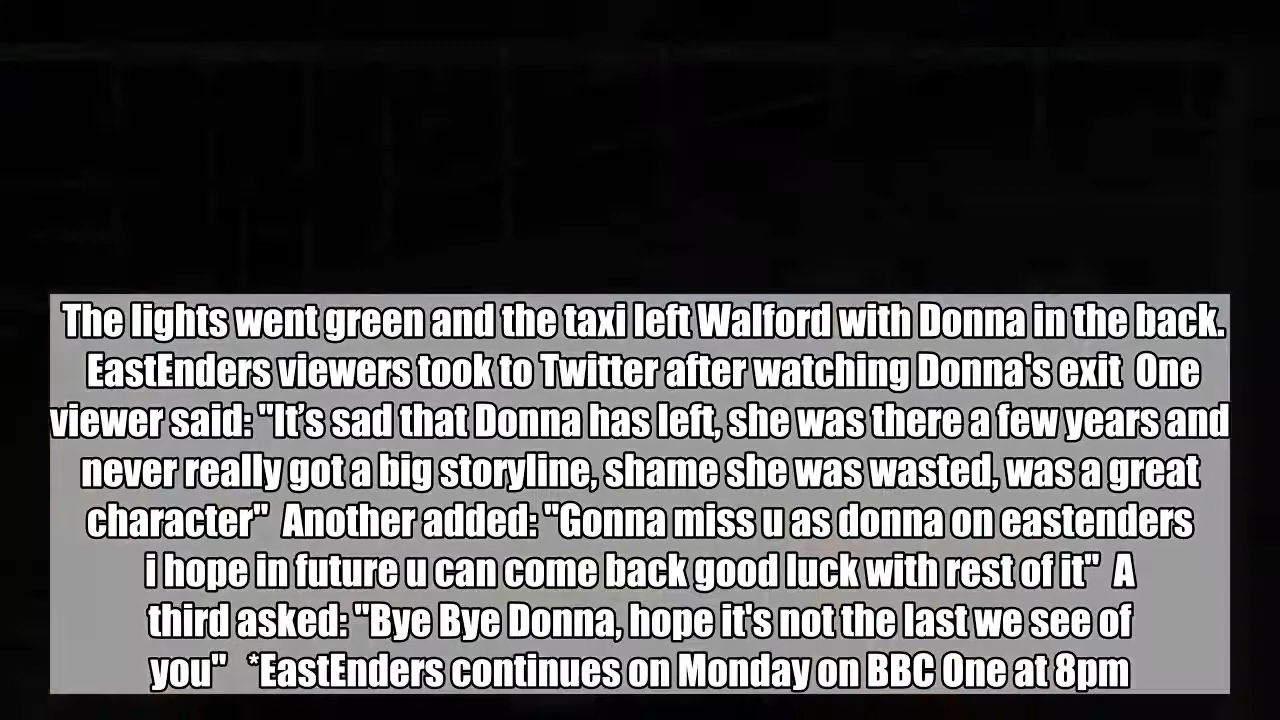 The lights went green and the taxi left Walford with Donna in the back.
EastEnders viewers took to Twitter after watching Donna's exit  One
viewer said: "It’s sad that Donna has left, she was there a few years and
never really got a big storyline, shame she was wasted, was a great
character"  Another added: "Gonna miss u as donna on eastenders
i hope in future u can come back good luck with rest of it"  A
third asked: "Bye Bye Donna, hope it's not the last we see of
you"   *EastEnders continues on Monday on BBC One at 8pm